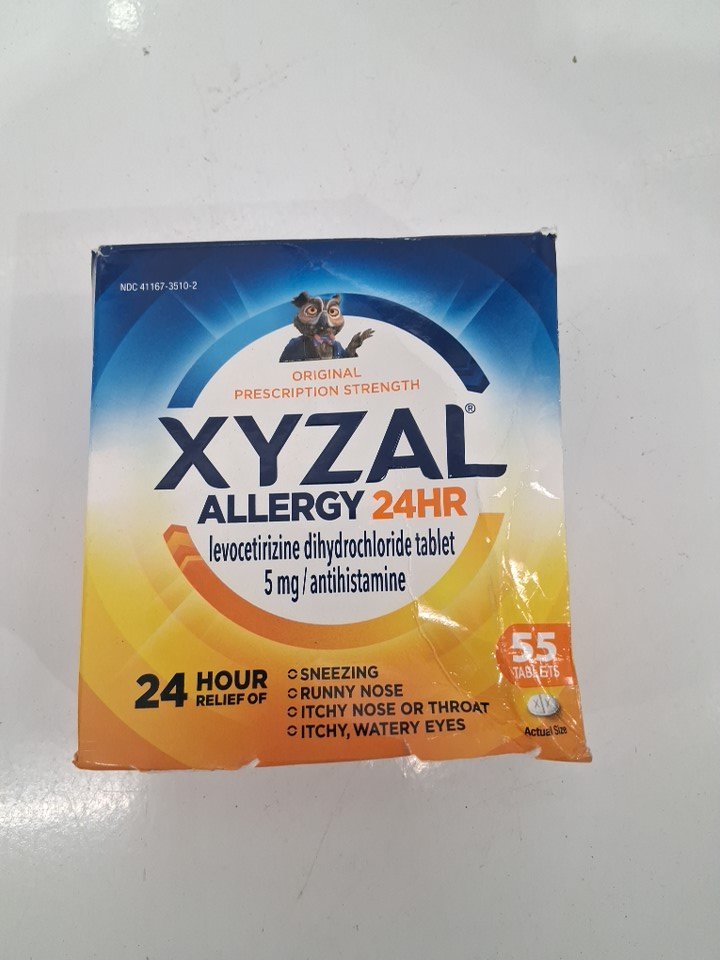 NDC 41167-3510-2
ORIGINAL
PRESCRIPTION STRENGTH
XYZAL®
ALLERGY 24HR
levocetirizine dihydrochloride tablet
5 mg / antihistamine
55
TABLETS
24 HOUR
RELIEF OF
SNEEZING
RUNNY NOSE
ITCHY NOSE OR THROAT
ITCHY, WATERY EYES
Actual Size